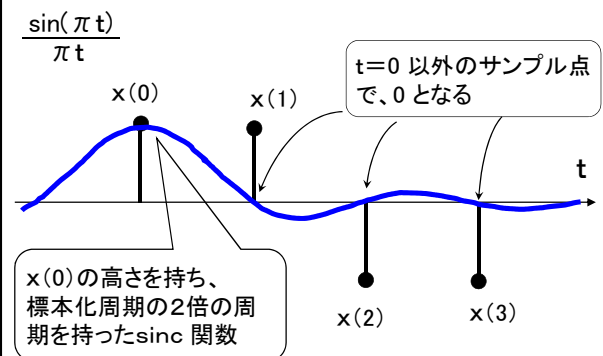 sin(πt)
πt
x(0)
x(1)
t=0 以外のサンプル点
で、0 となる
t
x(0)の高さを持ち、
標本化周期の2倍の周
期を持ったsinc 関数
x(2)
x(3)